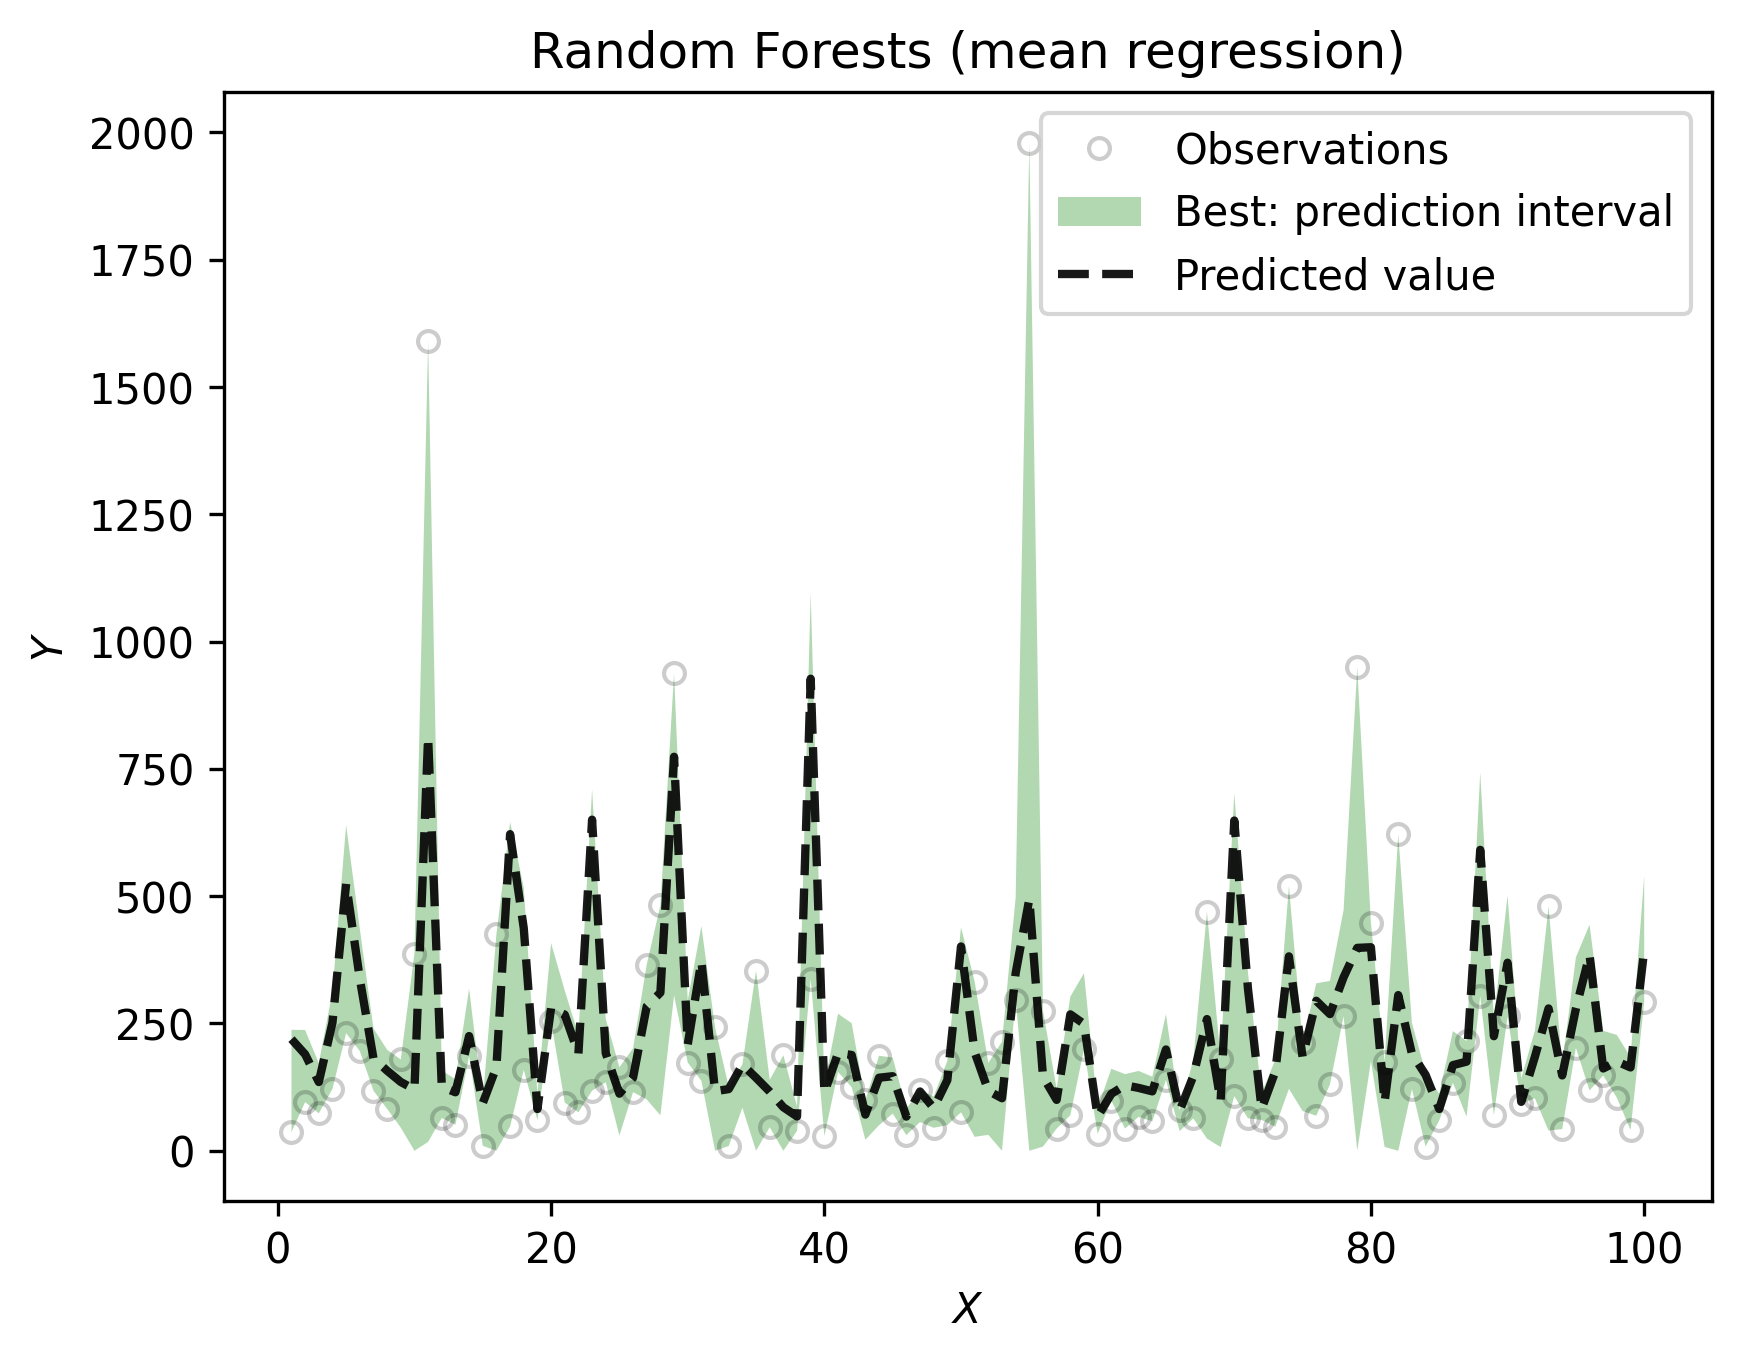 Random Forests (mean regression)
2000
1750
1500
1250
1000
750
500
250
0
Y
Observations
Best: prediction interval
Predicted value
0 20 40 60 80 100
X